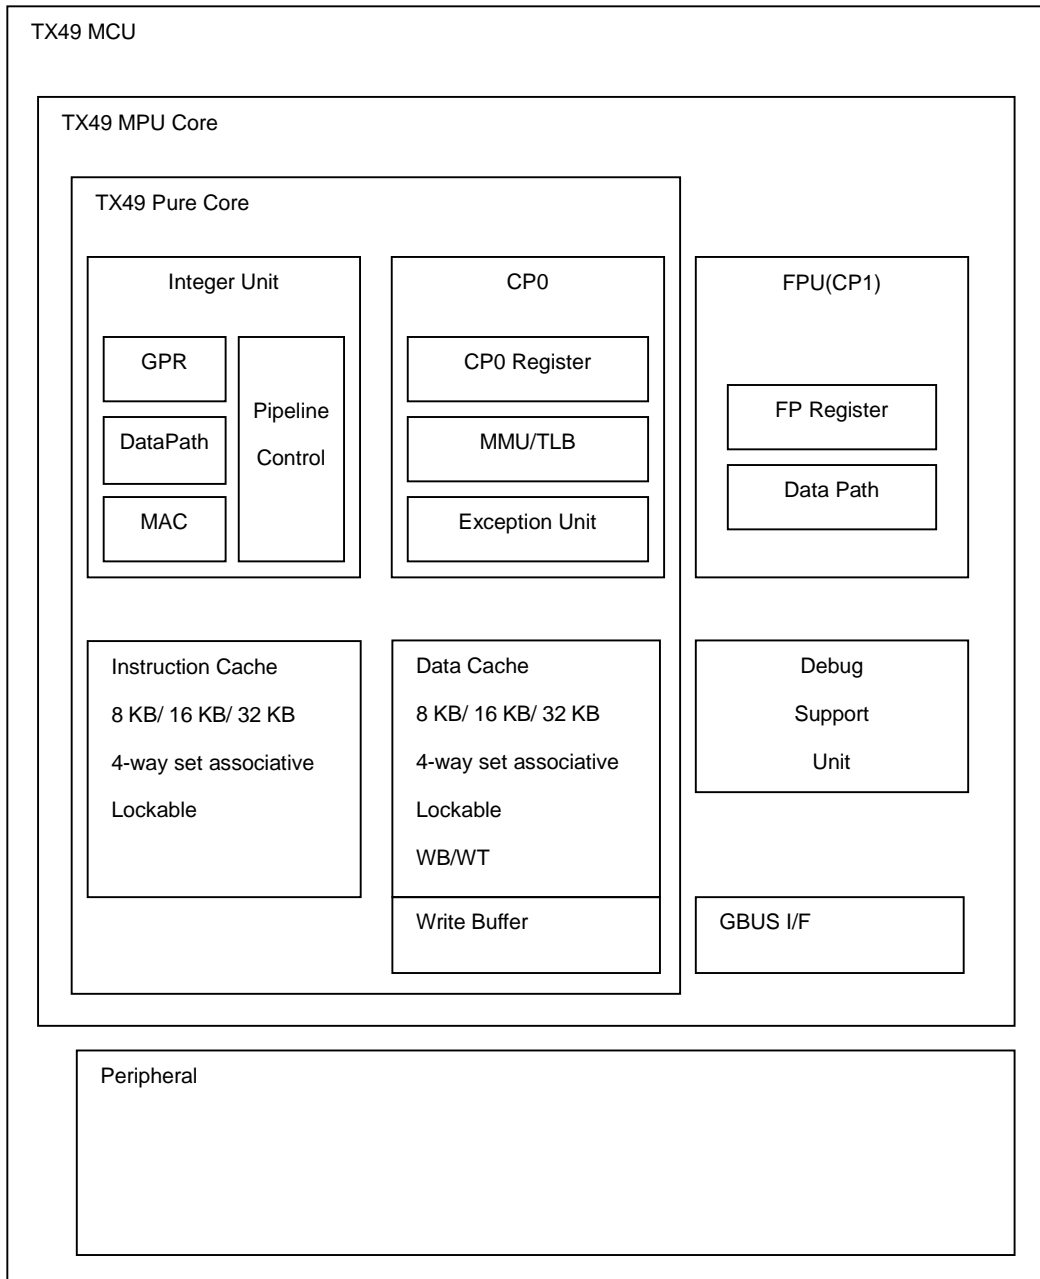 TX49 MCU
TX49 MPU Core
TX49 Pure Core
Integer Unit
GPR
DataPath
MAC
Pipeline
Control
CP0
CP0 Register
MMU/TLB
Exception Unit
FPU(CP1)
FP Register
Data Path
Instruction Cache
8 KB/ 16 KB/ 32 KB
4-way set associative
Lockable
Data Cache
8 KB/ 16 KB/ 32 KB
4-way set associative
Lockable
WB/WT
Write Buffer
Debug
Support
Unit
GBUS I/F
Peripheral